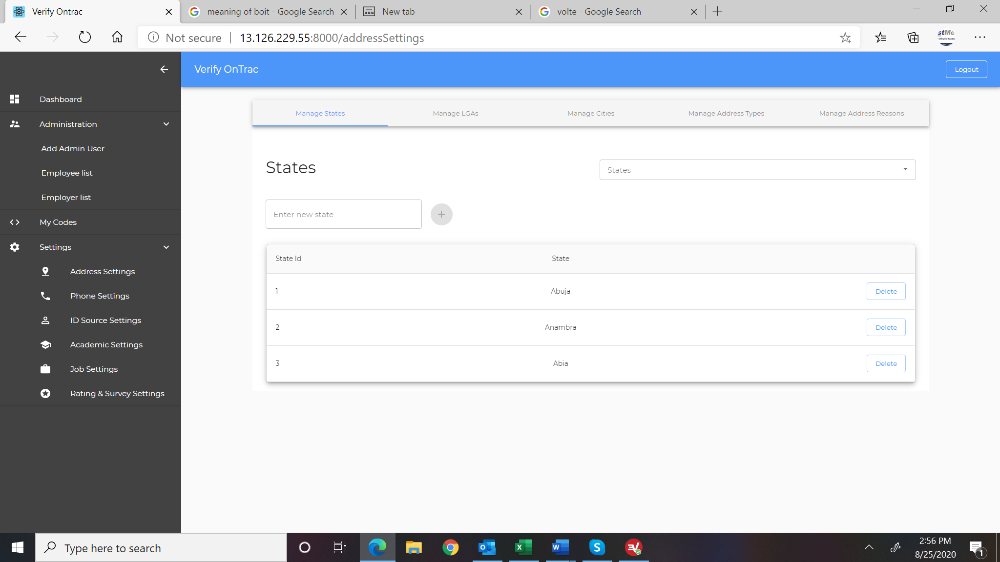 Verify Ontrac
meaning of boit - Google Search
New tab
volte - Google Search
Not secure
13.126.229.55:8000/addressSettings
stMe
Verify OnTrac
Logout
Dashboard
Administration
Add Admin User
Employee list
Employer list
My Codes
Settings
Address Settings
Phone Settings
ID Source Settings
Academic Settings
Job Settings
Rating & Survey Settings
Manage States
Manage LGAs
Manage Cities
Manage Address Types
Manage Address Reasons
States
States
Enter new state
State Id State
1 Abuja Delete
2 Anambra Delete
3 Abia Delete
Type here to search
2:56 PM
8/25/2020
1